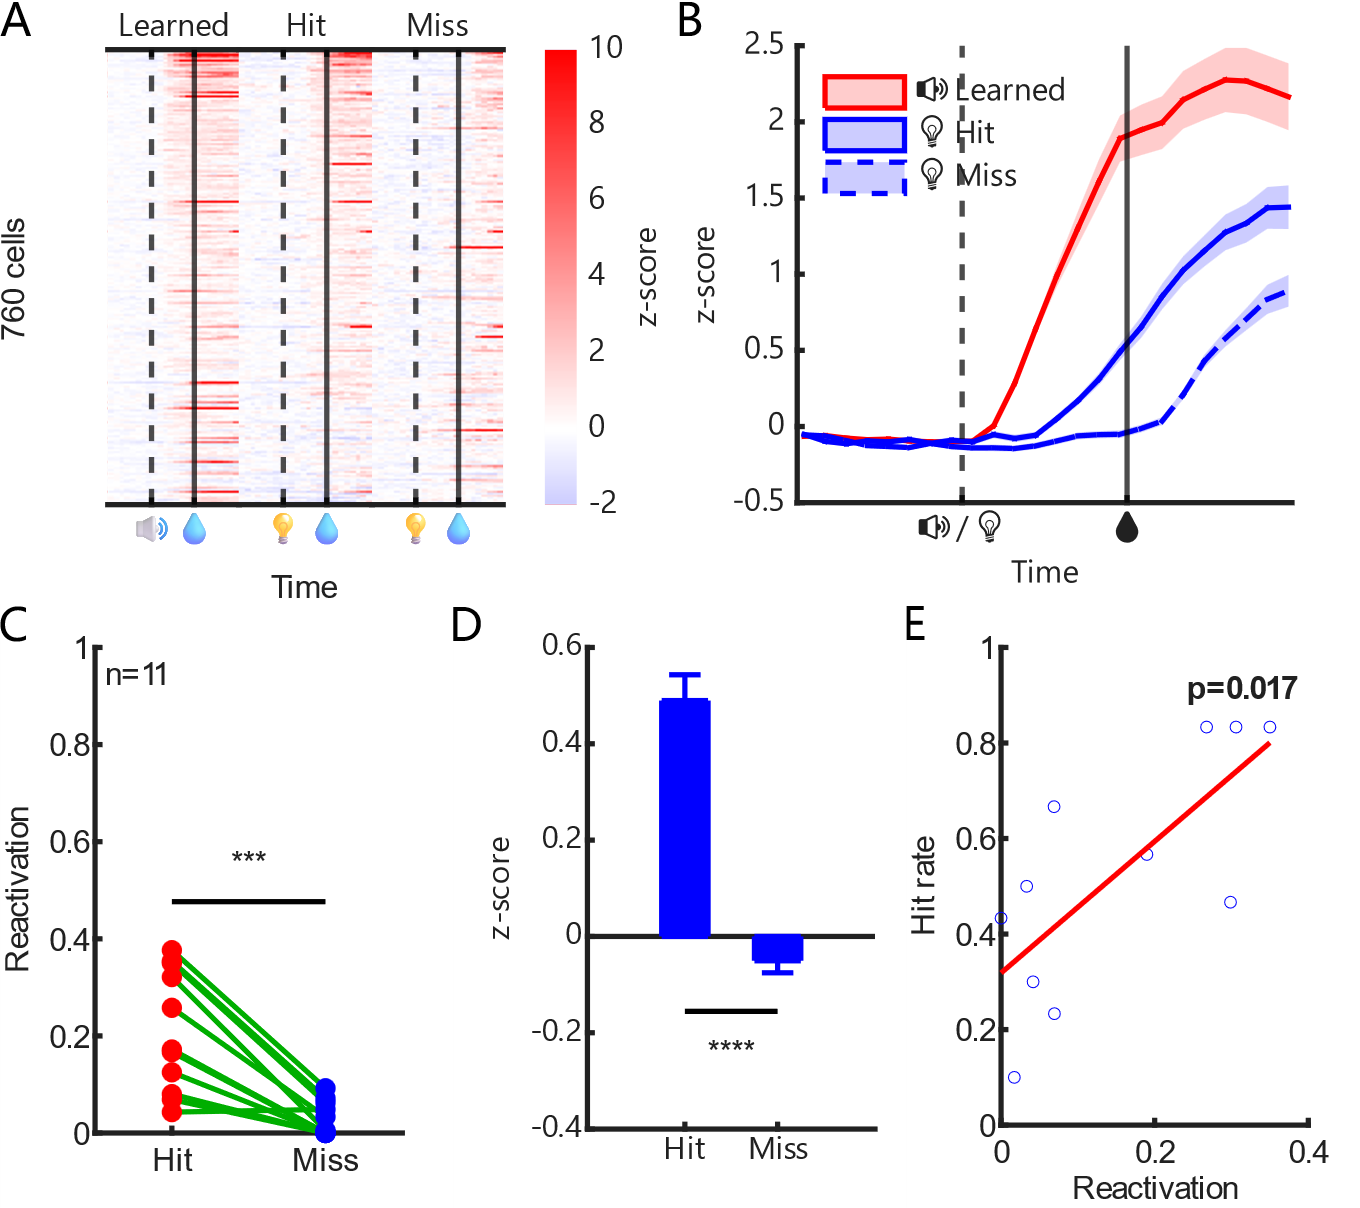 A
Learned
Hit
Miss
760 cells
Time
10
8
6
4
2
0
-2
z-score
B
z-score
2.5
2
1.5
1
0.5
0
-0.5
Learned
Hit
Miss
/
Time
C
n=11
Reactivation
1
0.8
0.6
0.4
0.2
0
***
Hit
Miss
D
z-score
0.6
0.4
0.2
0
-0.2
-0.4
****
Hit
Miss
E
Hit rate
1
0.8
0.6
0.4
0.2
0
p=0.017
0
0.2
0.4
Reactivation